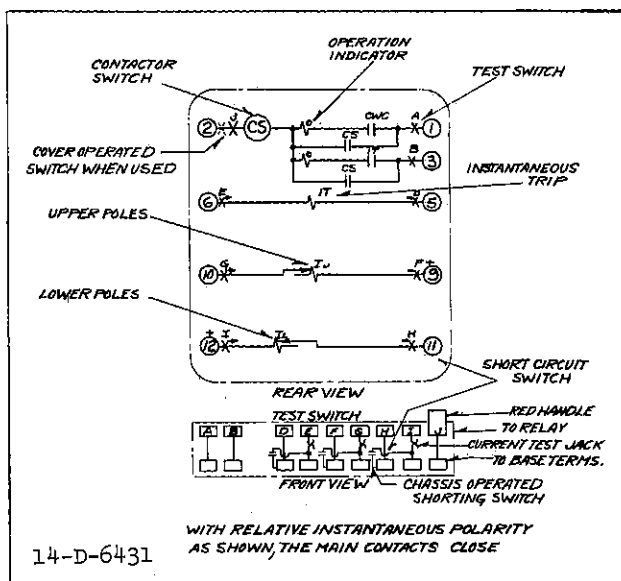 OPERATION
INDICATOR
CONTACTOR
SWITCH
TEST SWITCH
2 J CS CWC A 1
CS
COVER OPERATED
SWITCH WHEN USED
B 3
CS
INSTANTANEOUS
TRIP
6 E IT 5
UPPER POLES
10 G IU F + 9
LOWER POLES
+ 12 I IL H 11
SHORT CIRCUIT
SWITCH
REAR VIEW
TEST SWITCH
RED HANDLE
A B D E F G H I J
TO RELAY
CURRENT TEST JACK
TO BASE TERMS.
FRONT VIEW
CHASSIS OPERATED
SHORTING SWITCH
WITH RELATIVE INSTANTANEOUS POLARITY
AS SHOWN, THE MAIN CONTACTS CLOSE
14-D-6431